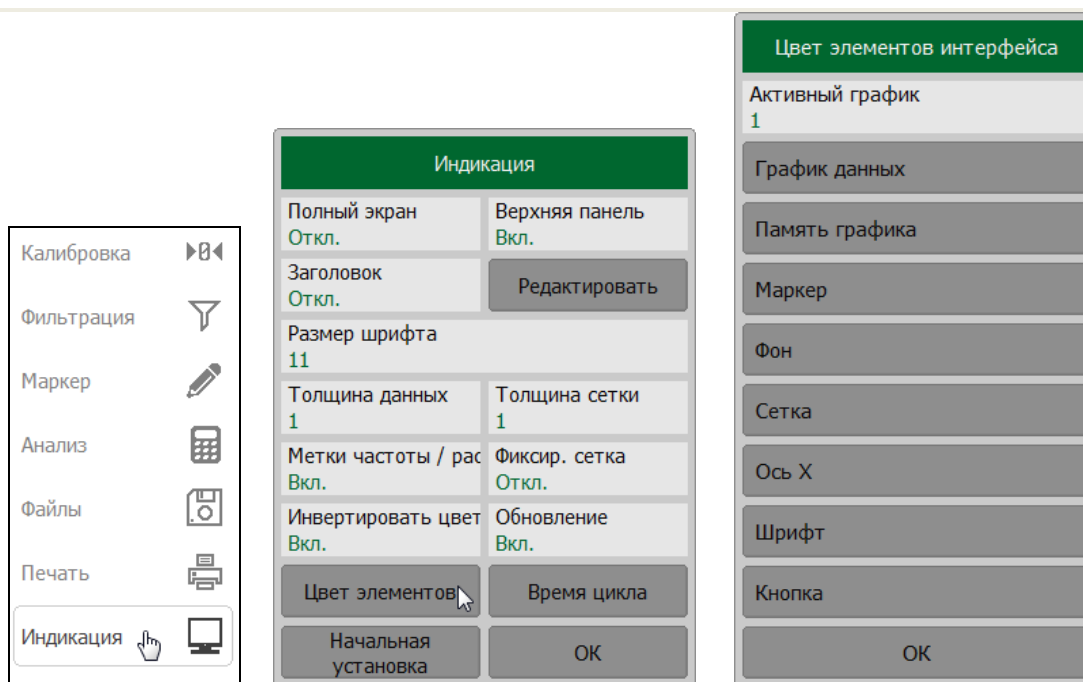 Калибровка
Фильтрация
Маркер
Анализ
Файлы
Печать
Индикация
Индикация
Полный экран
Откл.
Верхняя панель
Вкл.
Заголовок
Откл.
Редактировать
Размер шрифта
11
Толщина данных
1
Толщина сетки
1
Метки частоты / рас
Вкл.
Фиксир. сетка
Откл.
Инвертировать цвет
Вкл.
Обновление
Вкл.
Цвет элементов
Время цикла
Начальная
установка
ОК
Цвет элементов интерфейса
Активный график
1
График данных
Память графика
Маркер
Фон
Сетка
Ось X
Шрифт
Кнопка
ОК